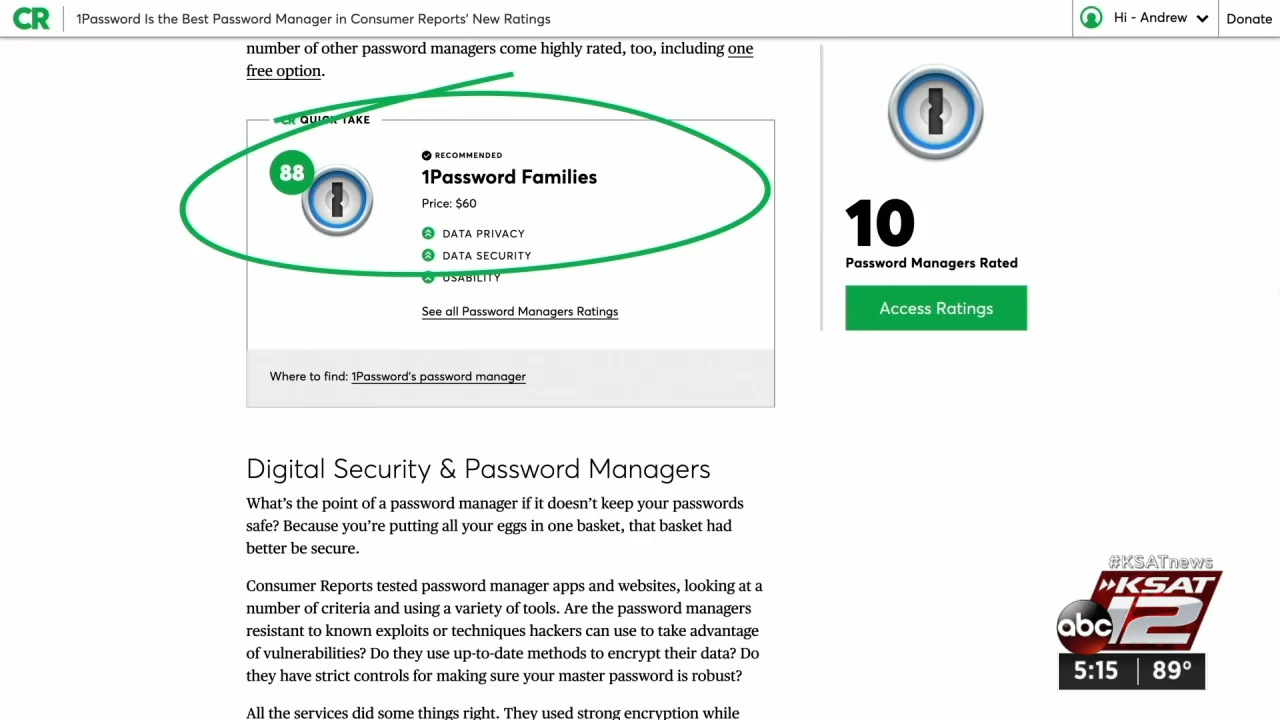 CR
1Password Is the Best Password Manager in Consumer Reports' New Ratings
Hi - Andrew
Donate
number of other password managers come highly rated, too, including one
free option.
CR QUICK TAKE
88
RECOMMENDED
1Password Families
Price: $60
DATA PRIVACY
DATA SECURITY
USABILITY
See all Password Managers Ratings
Where to find: 1Password's password manager
10
Password Managers Rated
Access Ratings
Digital Security & Password Managers
What's the point of a password manager if it doesn't keep your passwords
safe? Because you're putting all your eggs in one basket, that basket had
better be secure.
Consumer Reports tested password manager apps and websites, looking at a
number of criteria and using a variety of tools. Are the password managers
resistant to known exploits or techniques hackers can use to take advantage
of vulnerabilities? Do they use up-to-date methods to encrypt their data? Do
they have strict controls for making sure your master password is robust?
All the services did some things right. They used strong encryption while
#KSATnews
KSAT
abc 12
5:15 89°